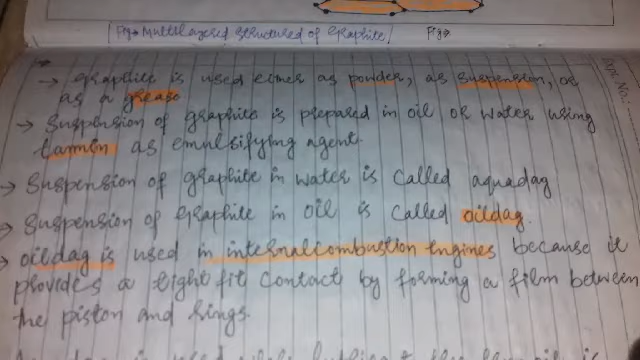 Fig→ Multilayered Structured of Graphite
Fig→
→ Graphite is used either as powder, as suspension, or
as a grease
→ Suspension of graphite is prepared in oil or water using
tannin as emulsifying agent.
→ Suspension of graphite in water is called aquadag
→ Suspension of Graphite in oil is called oildag.
→ oildag is used in internal combustion engines because it
provides a tight fit contact by forming a film between
the piston and rings.